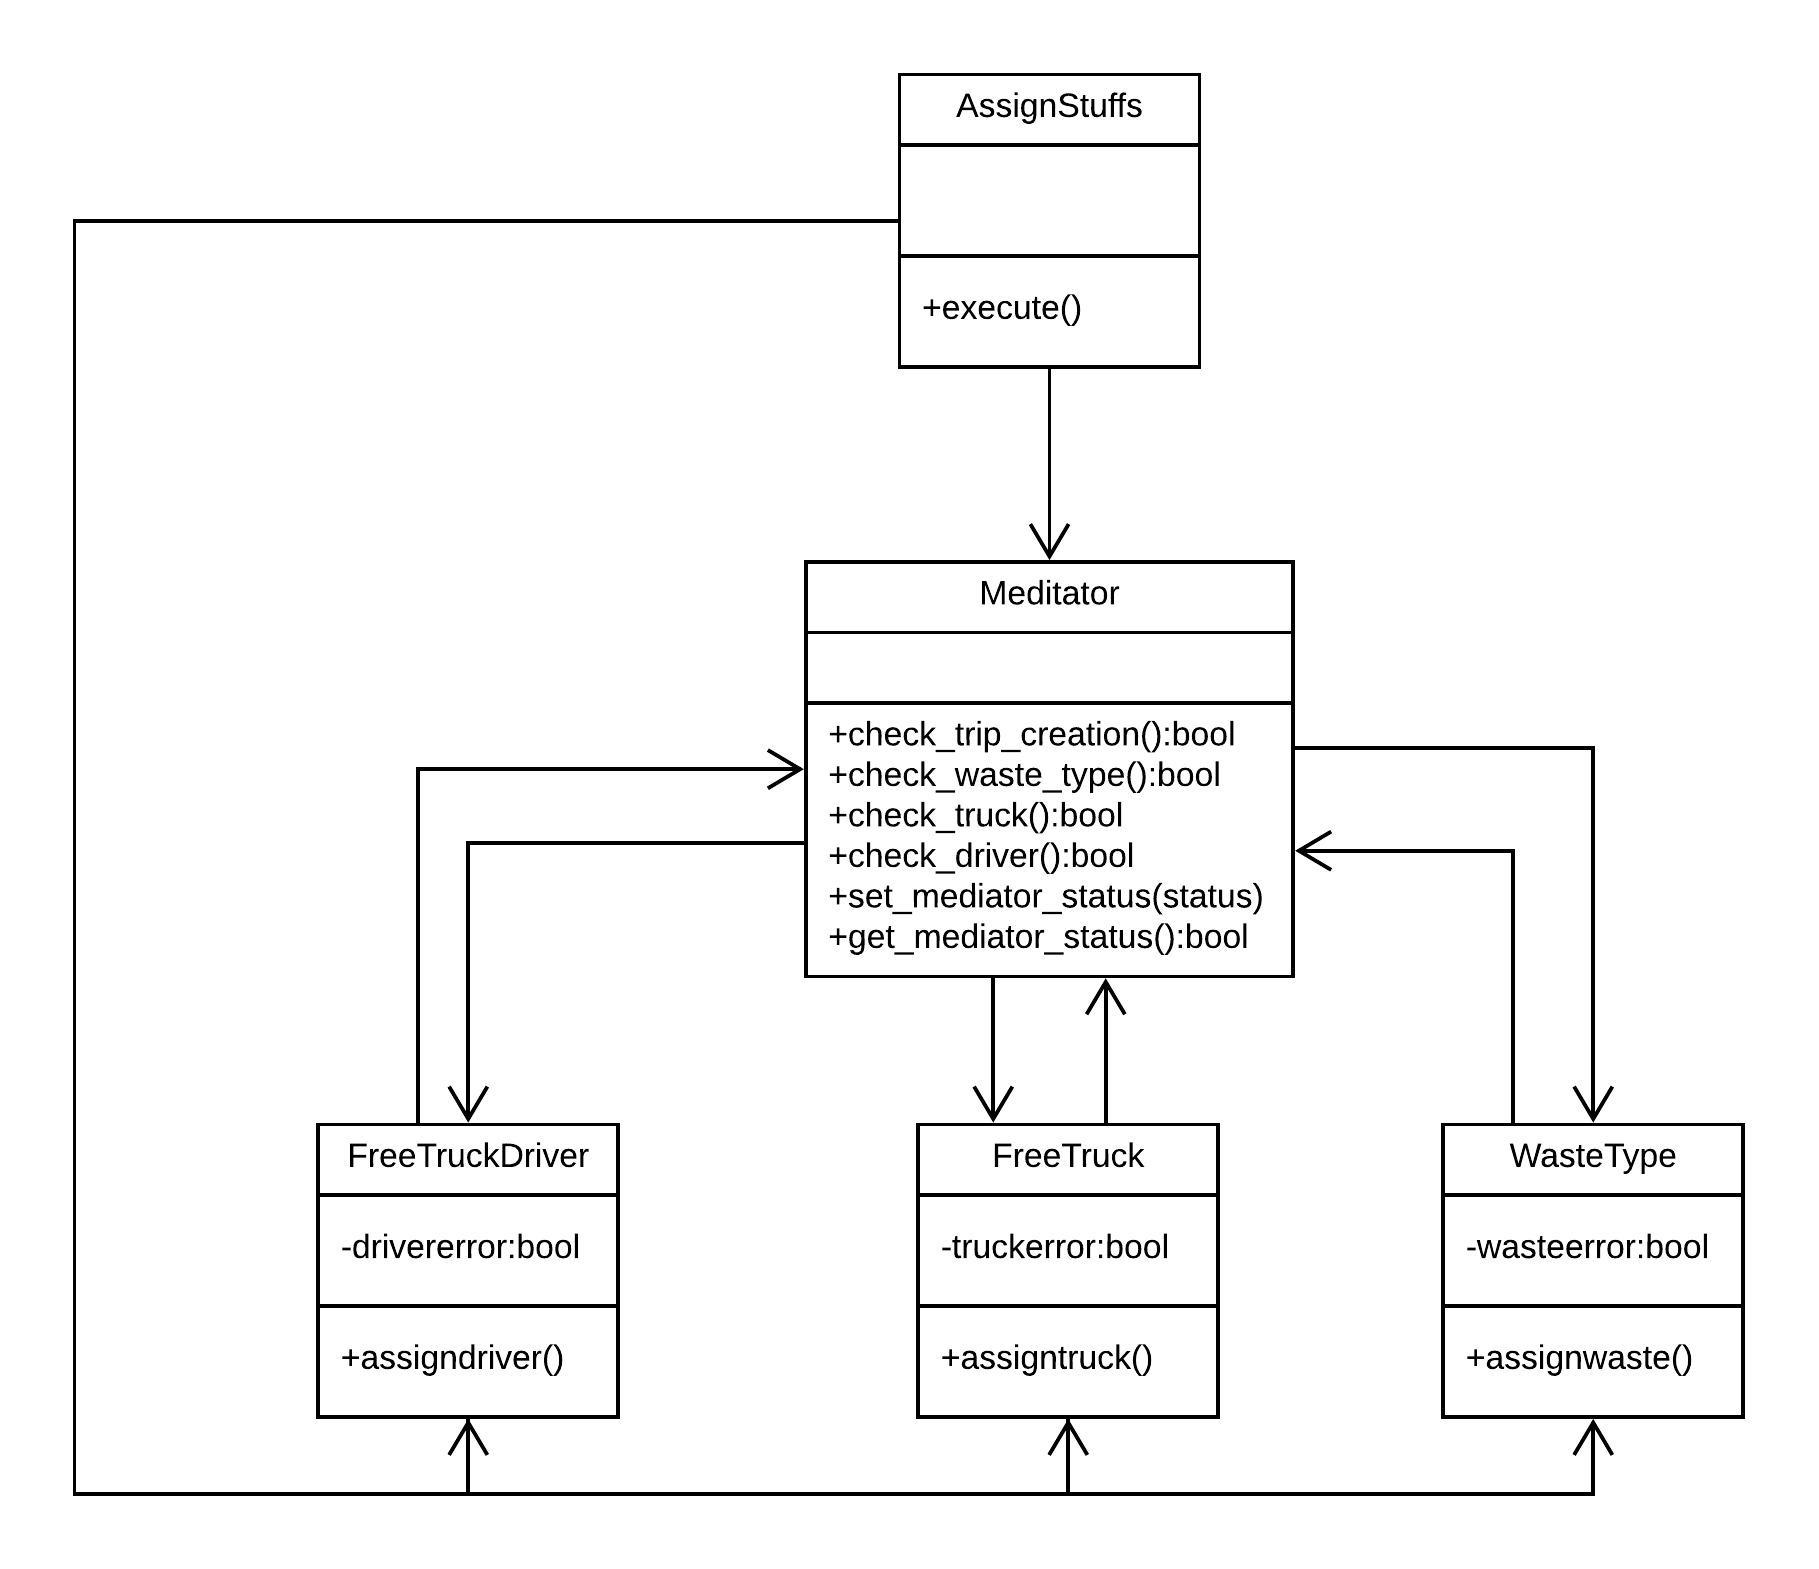 AssignStuffs
+execute()
Meditator
+check_trip_creation():bool
+check_waste_type():bool
+check_truck():bool
+check_driver():bool
+set_mediator_status(status)
+get_mediator_status():bool
FreeTruckDriver
-drivererror:bool
+assigndriver()
FreeTruck
-truckerror:bool
+assigntruck()
WasteType
-wasteerror:bool
+assignwaste()